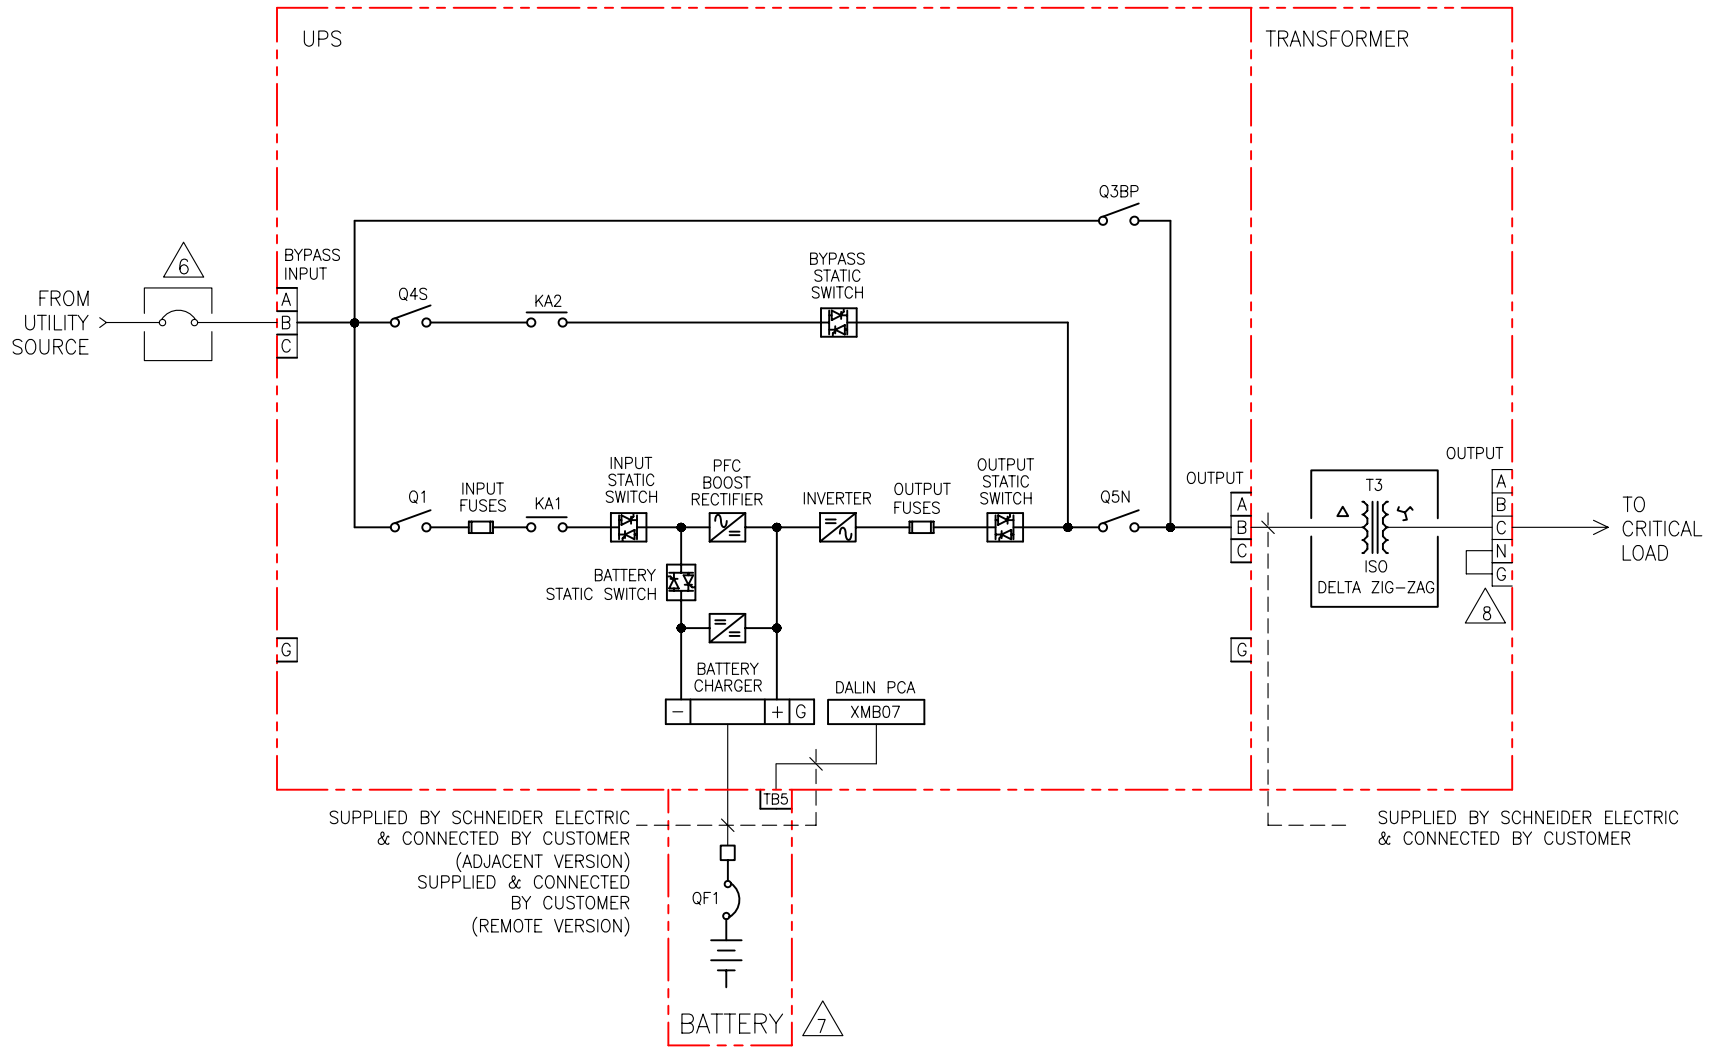 UPS
TRANSFORMER
Q3BP
6
BYPASS
INPUT
FROM
UTILITY
SOURCE
A
B
C
Q4S
KA2
BYPASS
STATIC
SWITCH
Q1
INPUT
FUSES
KA1
INPUT
STATIC
SWITCH
PFC
BOOST
RECTIFIER
INVERTER
OUTPUT
FUSES
OUTPUT
STATIC
SWITCH
Q5N
OUTPUT
A
B
C
T3
ISO
DELTA ZIG-ZAG
OUTPUT
A
B
C
N
G
8
TO
CRITICAL
LOAD
BATTERY
STATIC SWITCH
G
G
BATTERY
CHARGER
− + G
DALIN PCA
XMB07
TB5
SUPPLIED BY SCHNEIDER ELECTRIC
& CONNECTED BY CUSTOMER
(ADJACENT VERSION)
SUPPLIED & CONNECTED
BY CUSTOMER
(REMOTE VERSION)
SUPPLIED BY SCHNEIDER ELECTRIC
& CONNECTED BY CUSTOMER
QF1
BATTERY
7